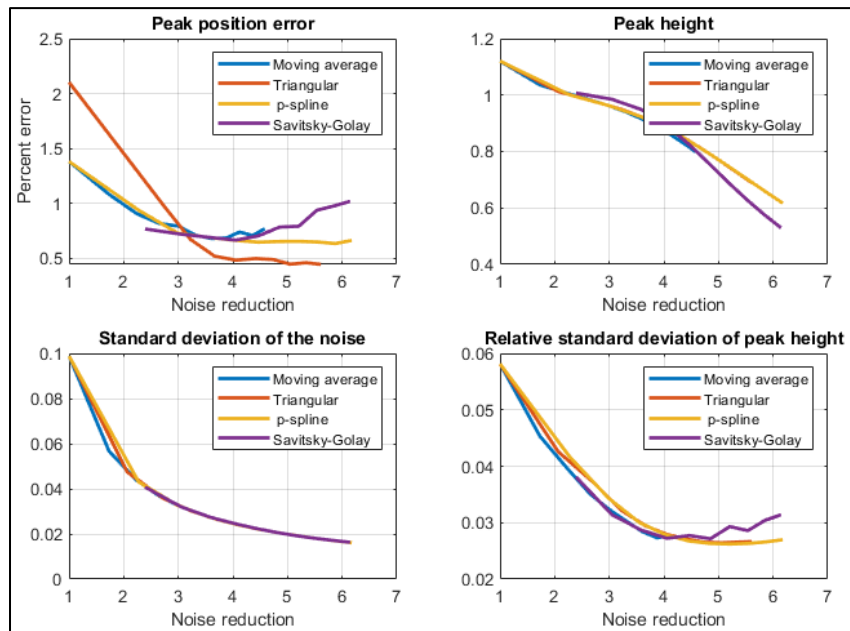 Peak position error
2.5
2
1.5
1
0.5
Percent error
1 2 3 4 5 6 7
Noise reduction
Moving average
Triangular
p-spline
Savitsky-Golay
Peak height
1.2
1
0.8
0.6
0.4
1 2 3 4 5 6 7
Noise reduction
Moving average
Triangular
p-spline
Savitsky-Golay
Standard deviation of the noise
0.1
0.08
0.06
0.04
0.02
0
1 2 3 4 5 6 7
Noise reduction
Moving average
Triangular
p-spline
Savitsky-Golay
Relative standard deviation of peak height
0.06
0.05
0.04
0.03
0.02
1 2 3 4 5 6 7
Noise reduction
Moving average
Triangular
p-spline
Savitsky-Golay